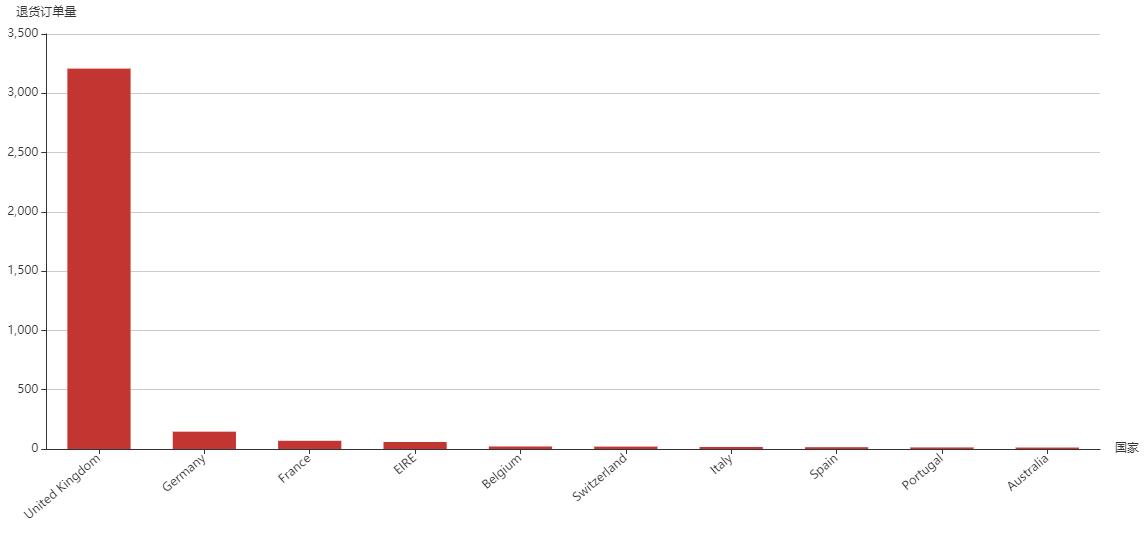 退货订单量
3,500
3,000
2,500
2,000
1,500
1,000
500
0
United Kingdom
Germany
France
EIRE
Belgium
Switzerland
Italy
Spain
Portugal
Australia
国家